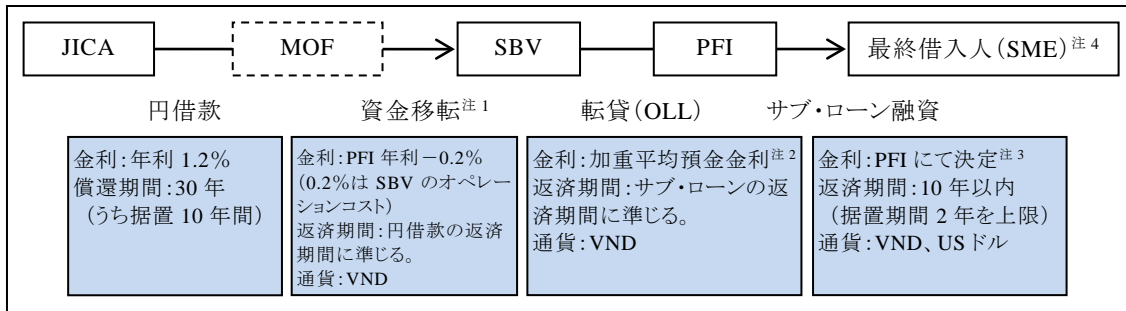 JICA MOF SBV PFI 最終借入人(SME)注4
円借款 資金移転注1 転貸(OLL) サブ・ローン融資
金利:年利 1.2%
償還期間:30 年
(うち据置 10 年間)
金利:PFI 年利-0.2%
(0.2%は SBV のオペレー
ションコスト)
返済期間:円借款の返済
期間に準じる。
通貨:VND
金利:加重平均預金金利注2
返済期間:サブ・ローンの返
済期間に準じる。
通貨:VND
金利:PFI にて決定注3
返済期間:10 年以内
(据置期間 2 年を上限)
通貨:VND、US ドル